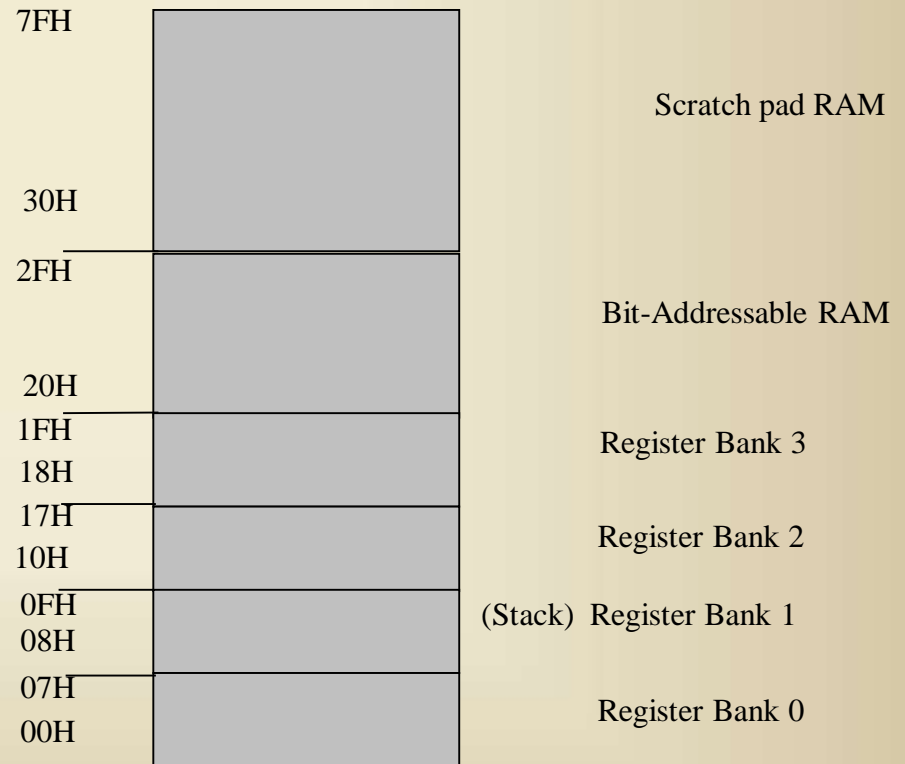 7FH
Scratch pad RAM
30H
2FH
Bit-Addressable RAM
20H
1FH
Register Bank 3
18H
17H
Register Bank 2
10H
0FH
(Stack) Register Bank 1
08H
07H
Register Bank 0
00H